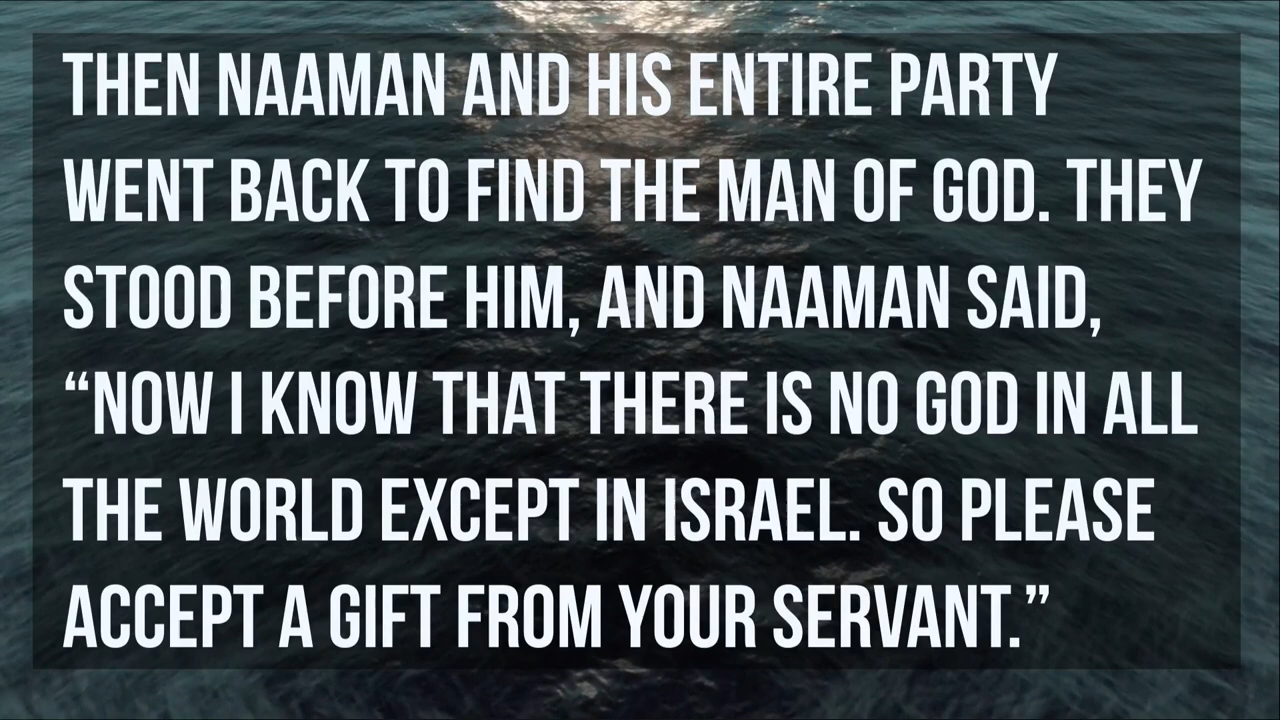 THEN NAAMAN AND HIS ENTIRE PARTY
WENT BACK TO FIND THE MAN OF GOD. THEY
STOOD BEFORE HIM, AND NAAMAN SAID,
“NOW I KNOW THAT THERE IS NO GOD IN ALL
THE WORLD EXCEPT IN ISRAEL. SO PLEASE
ACCEPT A GIFT FROM YOUR SERVANT.”